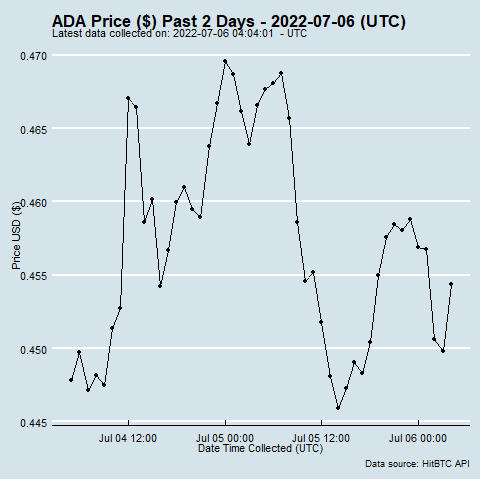 ADA Price ($) Past 2 Days - 2022-07-06 (UTC)
Latest data collected on: 2022-07-06 04:04:01 - UTC
0.470
0.465
0.460
0.455
0.450
0.445
Price USD ($)
Jul 04 12:00 Jul 05 00:00 Jul 05 12:00 Jul 06 00:00
Date Time Collected (UTC)
Data source: HitBTC API